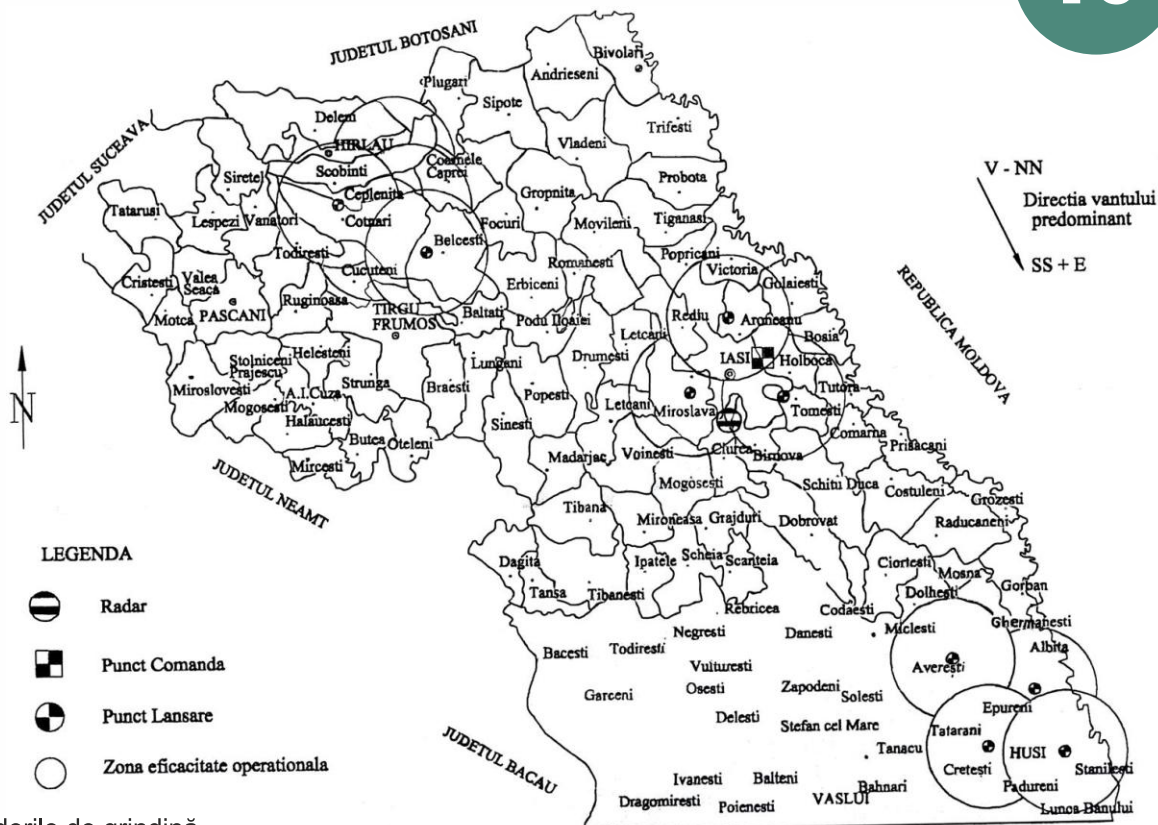 JUDETUL BOTOSANI
Bivolari
Plugari
Andrieseni
Sipote
Delem
Trifesti
JUDETUL SUCEAVA
HIRLAU
Vladeni
Siretel
Scobinti
Coarnele
Caprei
Probota
V - NN
Directia vantului
predominant
SS + E
Tatarusi
Lespezi
Vanatori
Ceplenita
Cotnari
Gropnita
Focuri
Movileni
Tiganasi
Belcesti
Todiresti
Popricani
Cristesti
Valea
Seaca
Cucuteni
Romanesti
Victoria
Golaiesti
REPUBLICA MOLDOVA
Erbiceni
Motca
PASCANI
Ruginoasa
TIRGU
FRUMOS
Baltati
Podu Iloaiei
Rediu
Aroneanu
Letcani
Bosia
Stolniceni
Prajescu
Helesteni
Lungani
Drumesti
IASI
Holboca
Miroslovesti
Mogosesti
A.I.Cuza
Strunga
Braesti
Popesti
Letcani
Miroslava
Tutora
Tomesti
Halaucesti
Sinesti
N
Butea
Oteleni
Comarna
Prisacani
Mircesti
Madarjac
Voinesti
Ciurea
Birnova
JUDETUL NEAMT
Mogosesti
Schitu Duca
Costuleni
Grozesti
Tibana
Mironeasa
Grajduri
Dobrovat
Raducaneni
LEGENDA
Dagita
Ipatele
Scheia
Scanteia
Ciortesti
Mosna
Gorban
Radar
Tansa
Tibanesti
Rebricea
Codaesti
Dolhesti
Ghermanesti
Negresti
Danesti
Miclesti
Albita
Punct Comanda
Bacesti
Todiresti
Vulturesti
Averesti
Garceni
Osesti
Zapodeni
Solesti
Epureni
Punct Lansare
Delesti
Stefan cel Mare
Tatarani
JUDETUL BACAU
Tanacu
HUSI
Zona eficacitate operationala
Cretesti
Stanilesti
Ivanesti
Balteni
Bahnari
Padureni
Dragomiresti
Poienesti
VASLUI
Lunca Banului